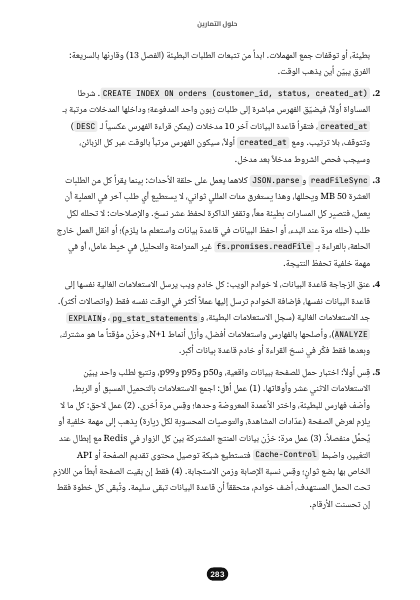 حلول التمارين
بطيئة، أو توقفات جمع المهملات. ابدأ من تتبعات الطلبات البطيئة (الفصل 13) وقارنها بالسريعة:
الفرق يبيّن أين يذهب الوقت.
2. CREATE INDEX ON orders (customer_id, status, created_at) . شرطا
المساواة أولاً، فيضيّق الفهرس مباشرة إلى طلبات زبون واحد المدفوعة؛ وداخلها المدخلات مرتبة بـ
created_at ، فتقرأ قاعدة البيانات آخر 10 مدخلات (يمكن قراءة الفهرس عكسياً لـ DESC )
وتتوقف، بلا ترتيب. ومع created_at أولاً، سيكون الفهرس مرتباً بالوقت عبر كل الزبائن،
وسيجب فحص الشروط مدخلاً بعد مدخل.
3. readFileSync و JSON.parse كلاهما يعمل على حلقة الأحداث: بينما يقرأ كل من الطلبات
العشرة 50 MB ويحللها، وهذا يستغرق مئات المللي ثواني، لا يستطيع أي طلب آخر في العملية أن
يعمل، فتصير كل المسارات بطيئة معاً، وتقفز الذاكرة لحفظ عشر نسخ. والإصلاحات: لا تحلله لكل
طلب (حلله مرة عند البدء، أو احفظ البيانات في قاعدة بيانات واستعلم ما يلزم)؛ أو انقل العمل خارج
الحلقة، بالقراءة بـ fs.promises.readFile غير المتزامنة والتحليل في خيط عامل، أو في
مهمة خلفية تحفظ النتيجة.
4. عنق الزجاجة قاعدة البيانات، لا خوادم الويب: كل خادم ويب يرسل الاستعلامات الغالية نفسها إلى
قاعدة البيانات نفسها، فإضافة الخوادم ترسل إليها عملاً أكثر في الوقت نفسه فقط (واتصالات أكثر).
جد الاستعلامات الغالية (سجل الاستعلامات البطيئة، و pg_stat_statements ، و EXPLAIN
ANALYZE )، وأصلحها بالفهارس واستعلامات أفضل، وأزل أنماط N+1، وخزّن مؤقتاً ما هو مشترك،
وبعدها فقط فكّر في نسخ القراءة أو خادم قاعدة بيانات أكبر.
5. قِس أولاً: اختبار حمل للصفحة ببيانات واقعية، وp50 وp95 وp99، وتتبع لطلب واحد يبيّن
الاستعلامات الاثني عشر وأوقاتها. (1) عمل أقل: اجمع الاستعلامات بالتحميل المسبق أو الربط،
وأضف فهارس للبطيئة، واختر الأعمدة المعروضة وحدها؛ وقِس مرة أخرى. (2) عمل لاحق: كل ما لا
يلزم لعرض الصفحة (عدّادات المشاهدة، والتوصيات المحسوبة لكل زيارة) يذهب إلى مهمة خلفية أو
يُحمَّل منفصلاً. (3) عمل مرة: خزّن بيانات المنتج المشتركة بين كل الزوار في Redis مع إبطال عند
التغيير، واضبط Cache-Control فتستطيع شبكة توصيل محتوى تقديم الصفحة أو API
الخاص بها بضع ثوانٍ؛ وقِس نسبة الإصابة وزمن الاستجابة. (4) فقط إن بقيت الصفحة أبطأ من اللازم
تحت الحمل المستهدف، أضف خوادم، متحققاً أن قاعدة البيانات تبقى سليمة. وتُبقى كل خطوة فقط
إن تحسنت الأرقام.
283